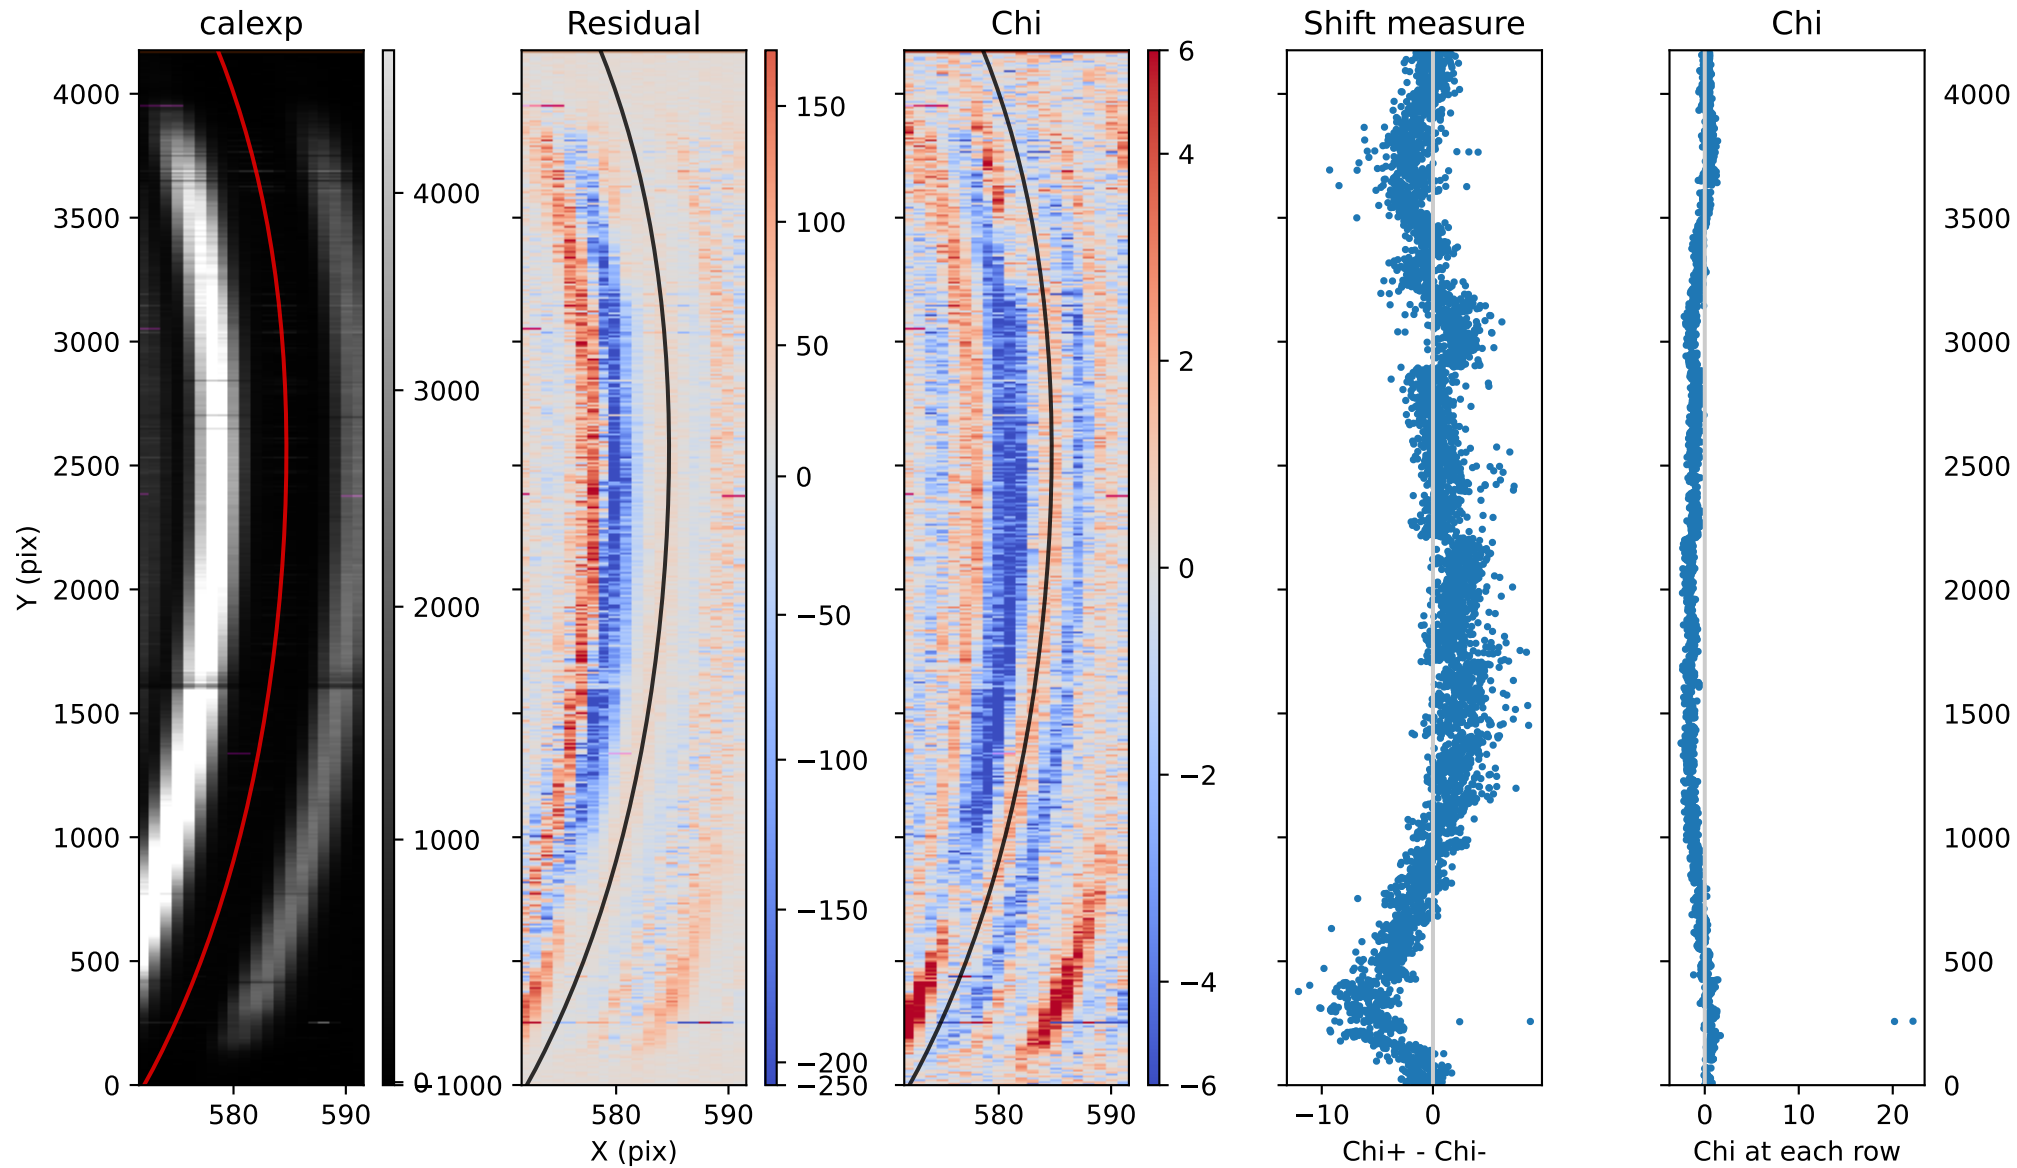 calexp Residual Chi Shift measure Chi
4000 3500 3000 2500 2000 1500 1000 500 0
Y (pix)
580 590
4000 3000 2000 1000 0 −1000
580 590
X (pix)
150 100 50 0 −50 −100 −150 −200 −250
580 590
6 4 2 0 −2 −4 −6
−10 0
Chi+ - Chi-
0 10 20
Chi at each row
4000 3500 3000 2500 2000 1500 1000 500 0